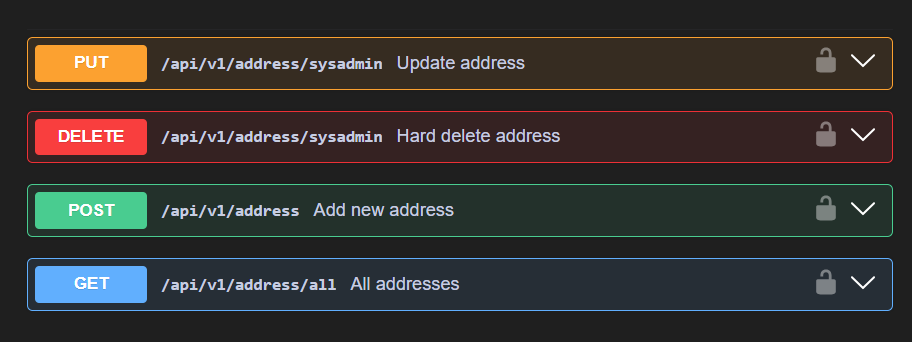 PUT /api/v1/address/sysadmin Update address
DELETE /api/v1/address/sysadmin Hard delete address
POST /api/v1/address Add new address
GET /api/v1/address/all All addresses